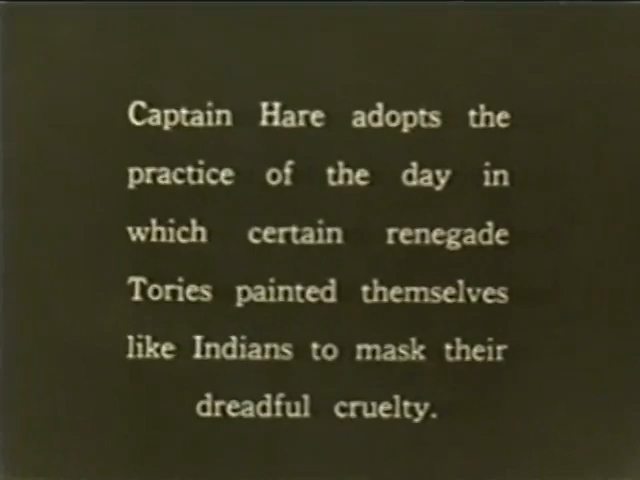 Captain Hare adopts the
practice of the day in
which certain renegade
Tories painted themselves
like Indians to mask their
dreadful cruelty.